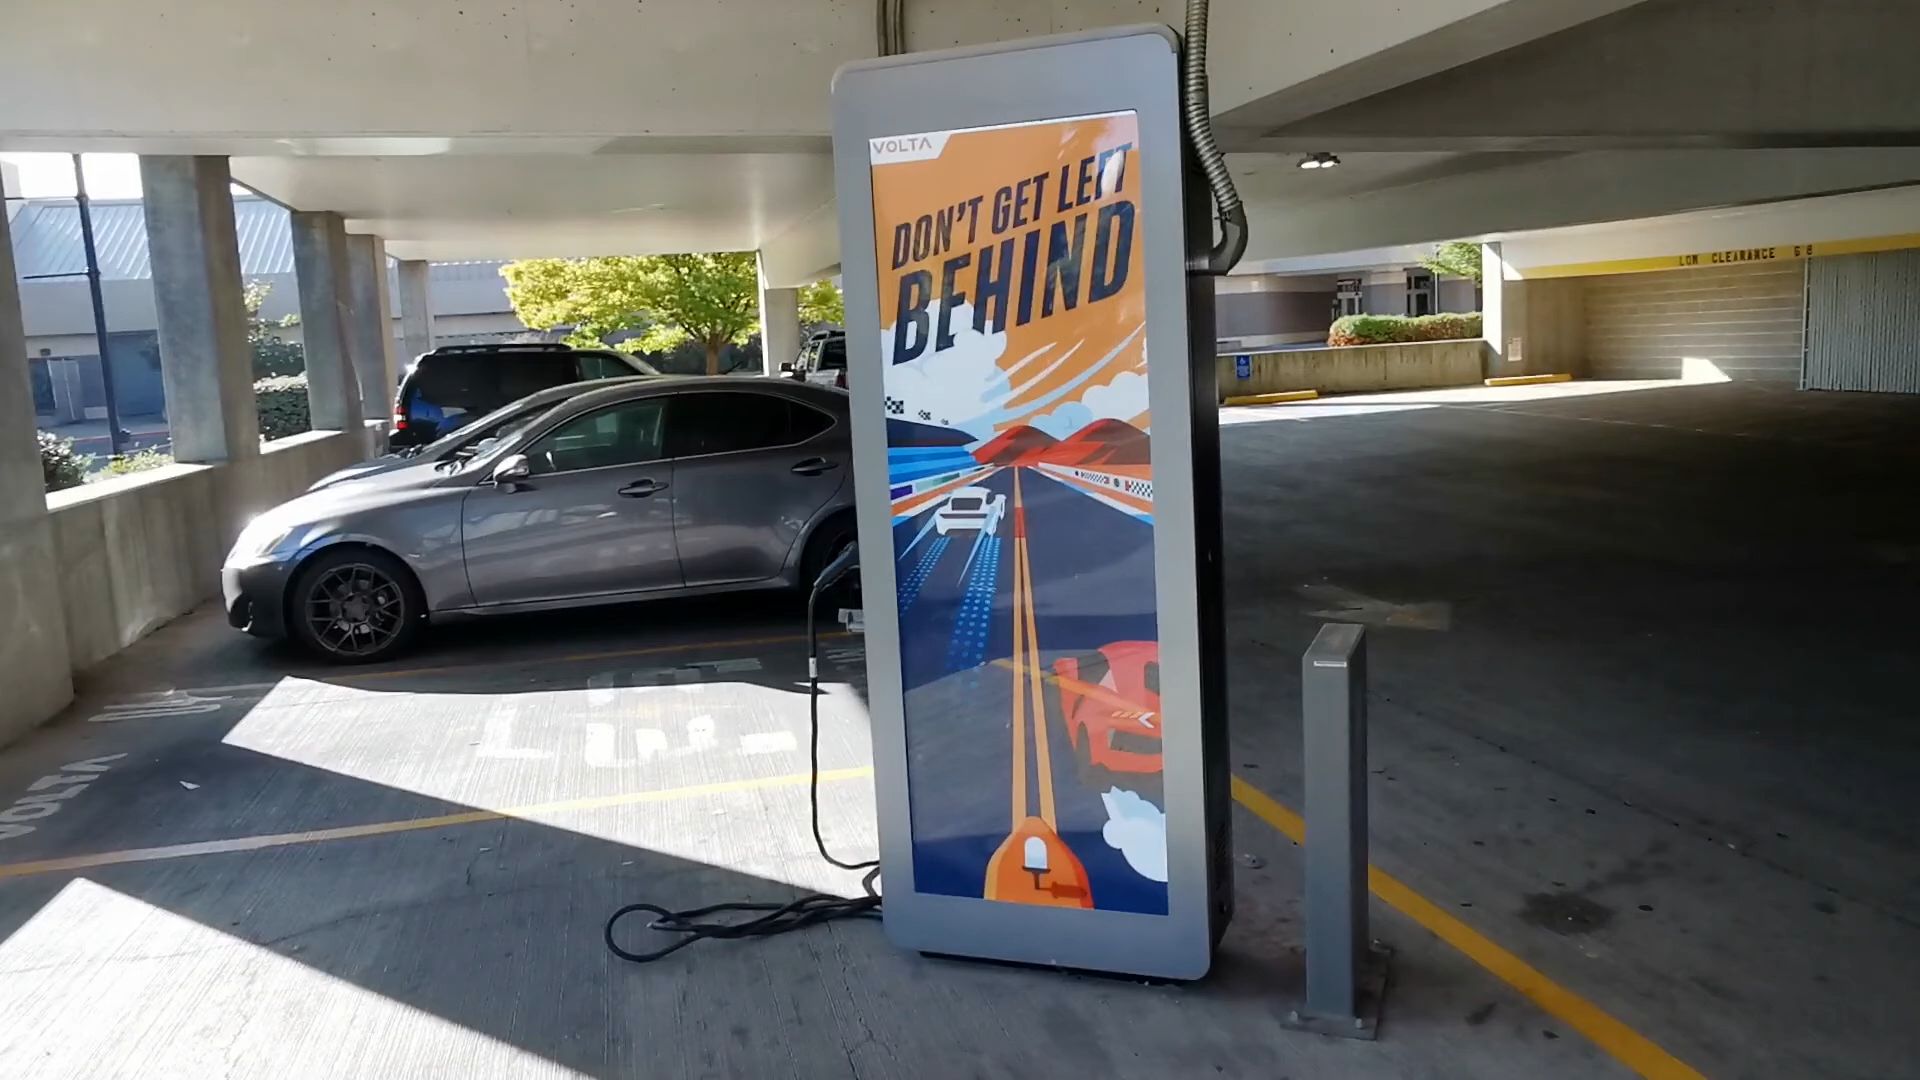 VOLTA
DON'T GET LEFT
BEHIND
LOW CLEARANCE 6 8
VOLTA